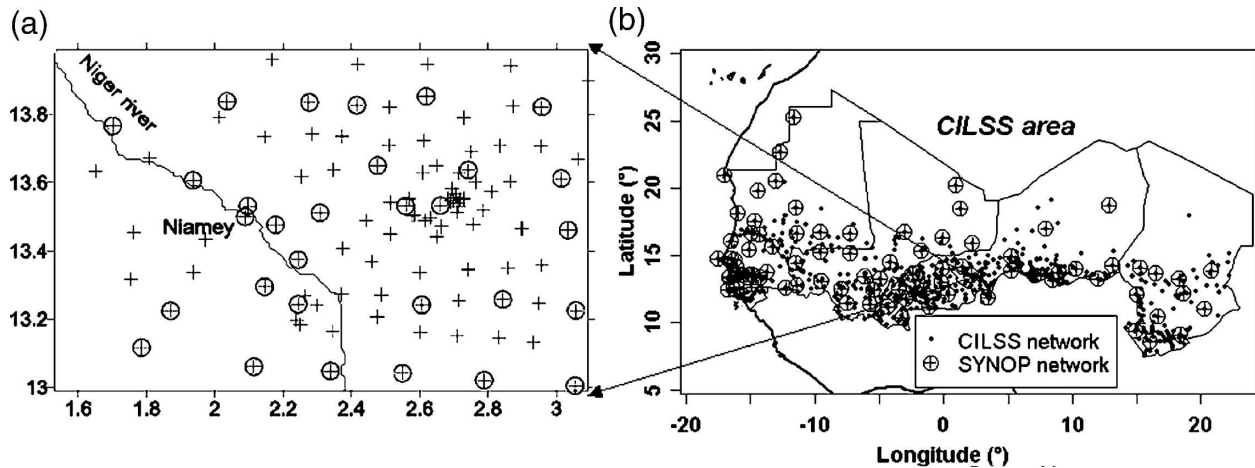 (a)
Niger river
Niamey
13.8
13.6
13.4
13.2
13
1.6 1.8 2 2.2 2.4 2.6 2.8 3
(b)
CILSS area
Latitude (°)
30
25
20
15
10
5
CILSS network
SYNOP network
-20 -10 0 10 20
Longitude (°)